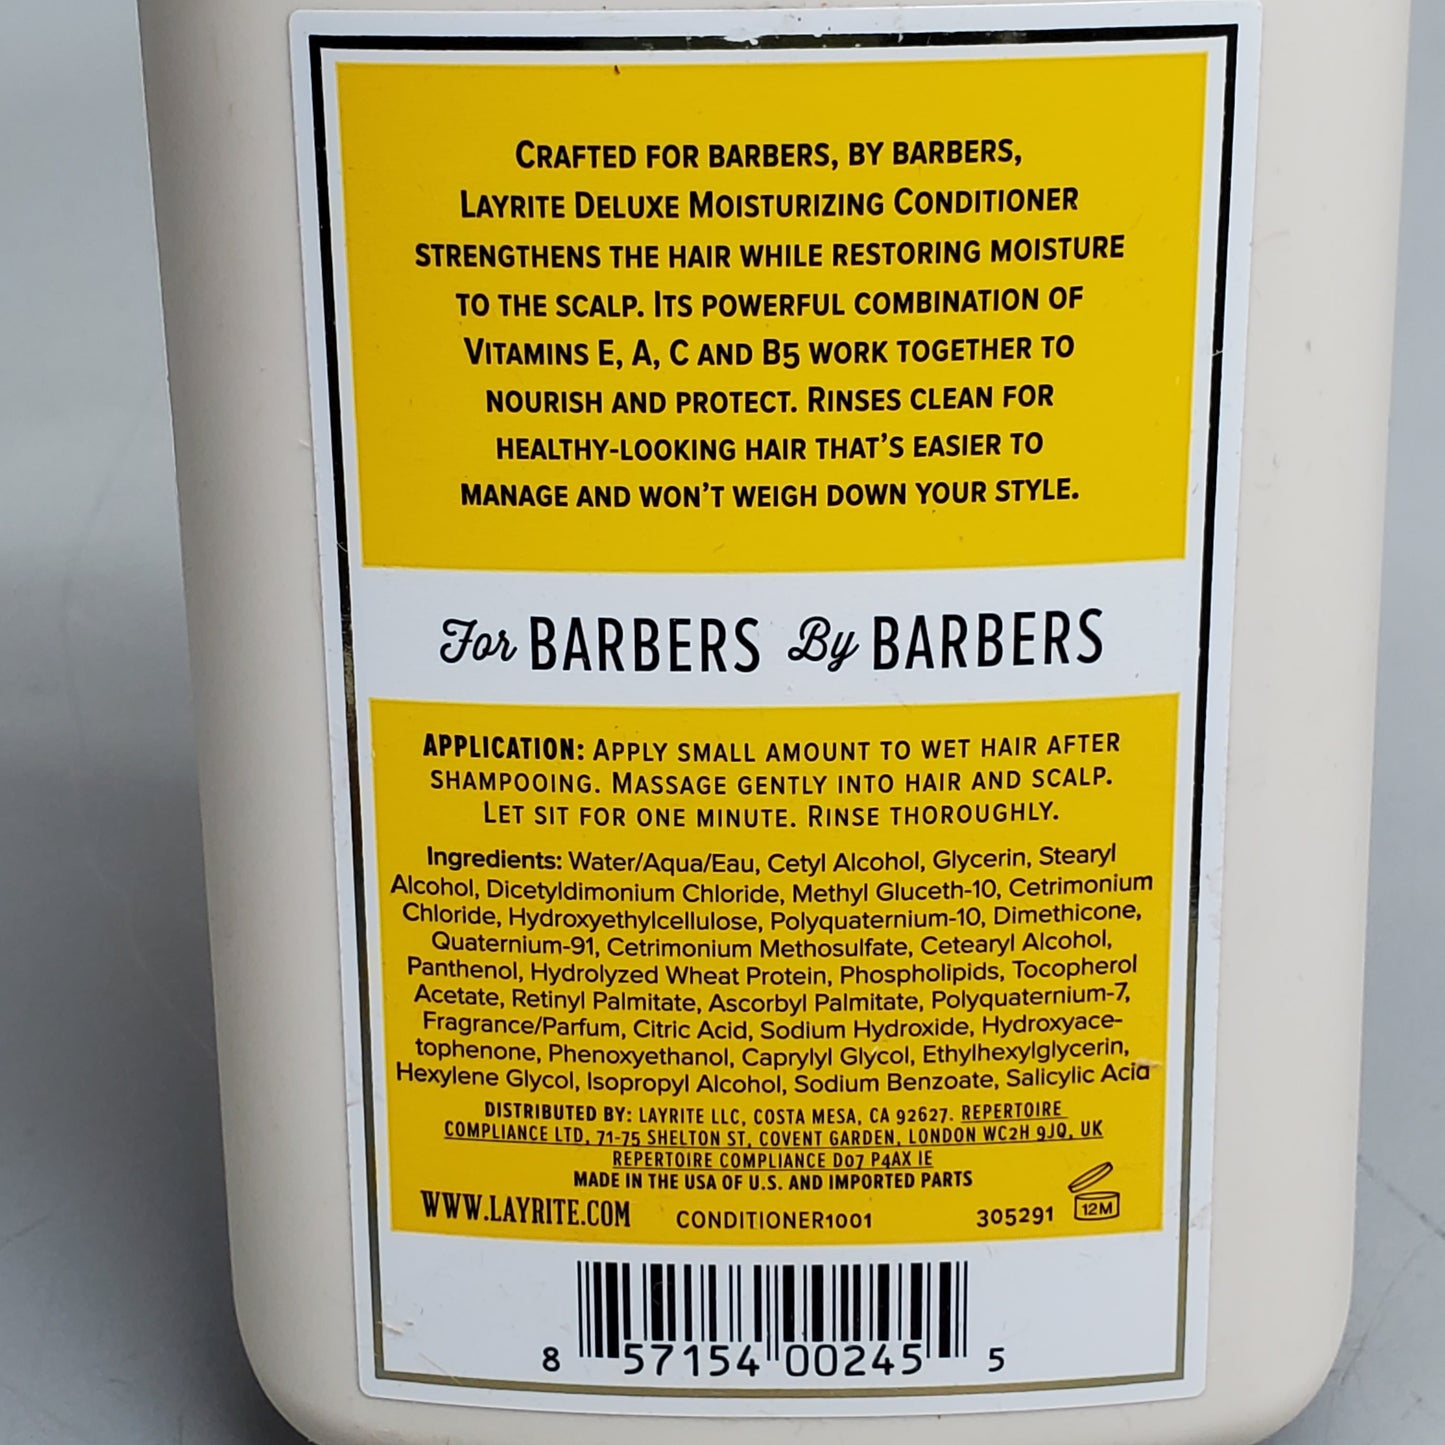 CRAFTED FOR BARBERS, BY BARBERS,
LAYRITE DELUXE MOISTURIZING CONDITIONER
STRENGTHENS THE HAIR WHILE RESTORING MOISTURE
TO THE SCALP. ITS POWERFUL COMBINATION OF
VITAMINS E, A, C AND B5 WORK TOGETHER TO
NOURISH AND PROTECT. RINSES CLEAN FOR
HEALTHY-LOOKING HAIR THAT'S EASIER TO
MANAGE AND WON'T WEIGH DOWN YOUR STYLE.
For BARBERS By BARBERS
APPLICATION: APPLY SMALL AMOUNT TO WET HAIR AFTER
SHAMPOOING. MASSAGE GENTLY INTO HAIR AND SCALP.
LET SIT FOR ONE MINUTE. RINSE THOROUGHLY.
Ingredients: Water/Aqua/Eau, Cetyl Alcohol, Glycerin, Stearyl
Alcohol, Dicetyldimonium Chloride, Methyl Gluceth-10, Cetrimonium
Chloride, Hydroxyethylcellulose, Polyquaternium-10, Dimethicone,
Quaternium-91, Cetrimonium Methosulfate, Cetearyl Alcohol,
Panthenol, Hydrolyzed Wheat Protein, Phospholipids, Tocopherol
Acetate, Retinyl Palmitate, Ascorbyl Palmitate, Polyquaternium-7,
Fragrance/Parfum, Citric Acid, Sodium Hydroxide, Hydroxyace-
tophenone, Phenoxyethanol, Caprylyl Glycol, Ethylhexylglycerin,
Hexylene Glycol, Isopropyl Alcohol, Sodium Benzoate, Salicylic Acid
DISTRIBUTED BY: LAYRITE LLC, COSTA MESA, CA 92627. REPERTOIRE
COMPLIANCE LTD, 71-75 SHELTON ST, COVENT GARDEN, LONDON WC2H 9JQ, UK
REPERTOIRE COMPLIANCE D07 P4AX IE
MADE IN THE USA OF U.S. AND IMPORTED PARTS
WWW.LAYRITE.COM CONDITIONER1001 305291 12M
8 57154 00245 5